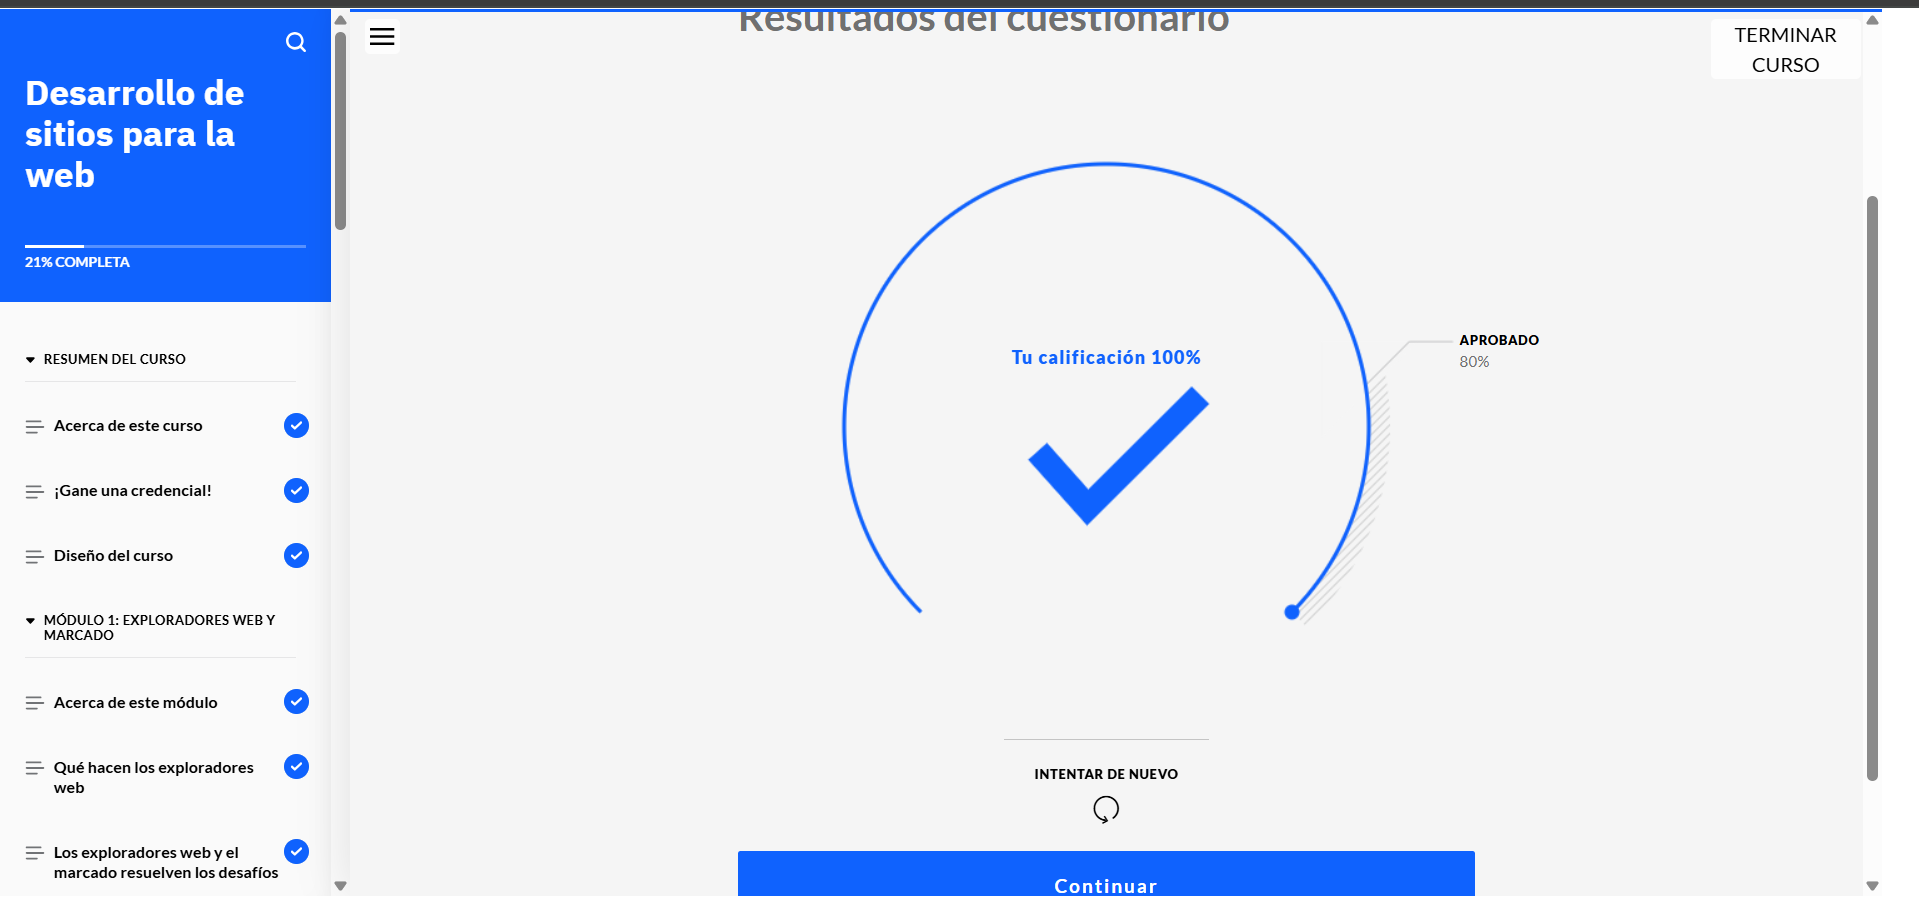 Desarrollo de
sitios para la
web
21% COMPLETA
RESUMEN DEL CURSO
Acerca de este curso
¡Gane una credencial!
Diseño del curso
MÓDULO 1: EXPLORADORES WEB Y
MARCADO
Acerca de este módulo
Qué hacen los exploradores
web
Los exploradores web y el
marcado resuelven los desafíos
Resultados del cuestionario
TERMINAR
CURSO
Tu calificación 100%
APROBADO
80%
INTENTAR DE NUEVO
Continuar